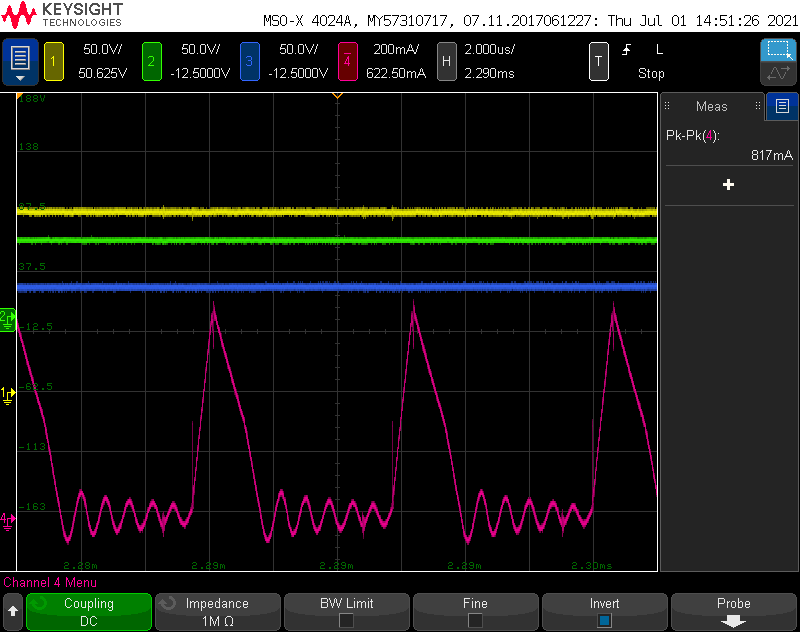 KEYSIGHT
TECHNOLOGIES
MSO-X 4024A, MY57310717, 07.11.2017061227: Thu Jul 01 14:51:26 2021
1 50.0V/ 50.625V
2 50.0V/ -12.5000V
3 50.0V/ -12.5000V
4 200mA/ 622.50mA
H 2.000us/ 2.290ms
T L Stop
188V
138
87.5
37.5
-12.5
-62.5
-113
-163
2
1
4
2.28m 2.29m 2.29m 2.29m 2.30ms
Meas
Pk-Pk(4):
817mA
Channel 4 Menu
Coupling
DC
Impedance
1M Ω
BW Limit
Fine
Invert
Probe